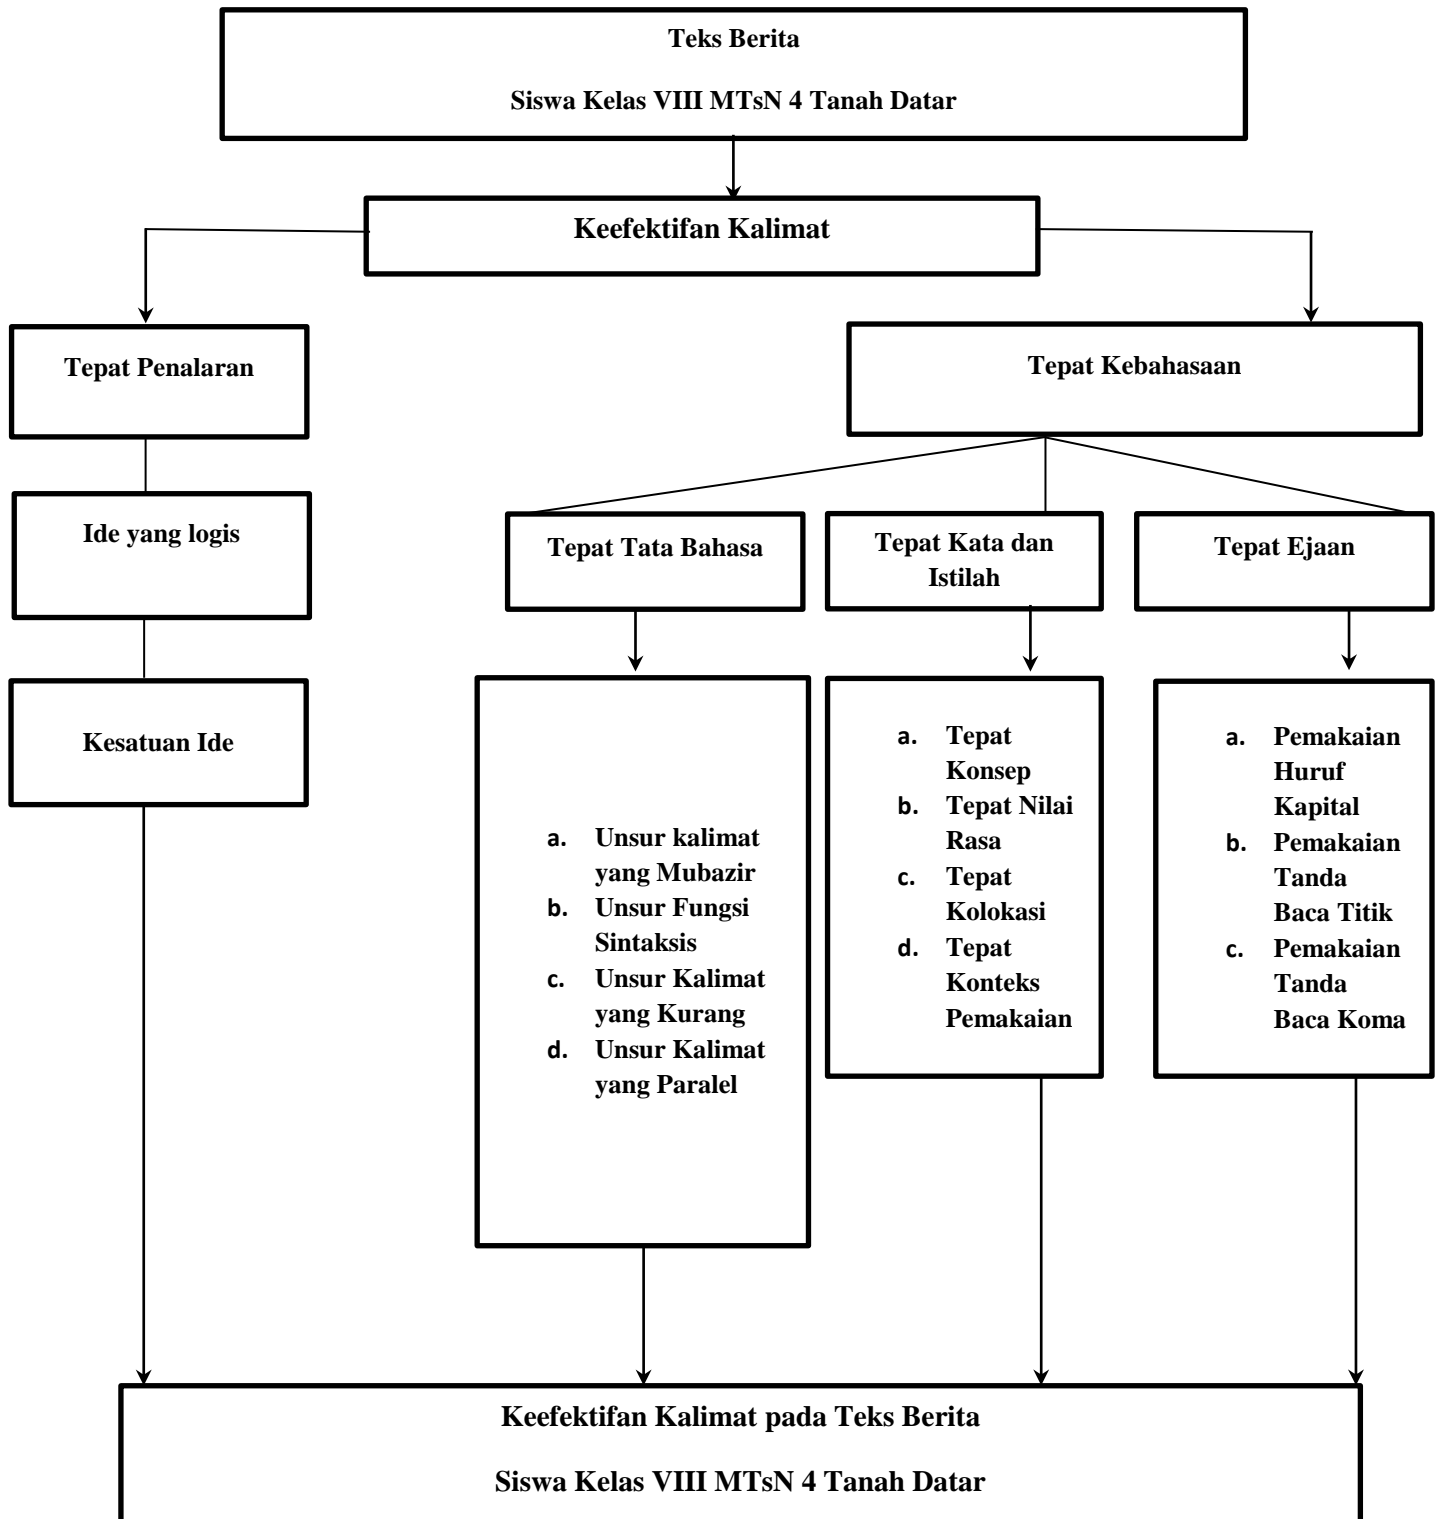 Teks Berita
Siswa Kelas VIII MTsN 4 Tanah Datar
Keefektifan Kalimat
Tepat Penalaran
Tepat Kebahasaan
Ide yang logis
Tepat Tata Bahasa
Tepat Kata dan
Istilah
Tepat Ejaan
Kesatuan Ide
a. Unsur kalimat
yang Mubazir
b. Unsur Fungsi
Sintaksis
c. Unsur Kalimat
yang Kurang
d. Unsur Kalimat
yang Paralel
a. Tepat
Konsep
b. Tepat Nilai
Rasa
c. Tepat
Kolokasi
d. Tepat
Konteks
Pemakaian
a. Pemakaian
Huruf
Kapital
b. Pemakaian
Tanda
Baca Titik
c. Pemakaian
Tanda
Baca Koma
Keefektifan Kalimat pada Teks Berita
Siswa Kelas VIII MTsN 4 Tanah Datar